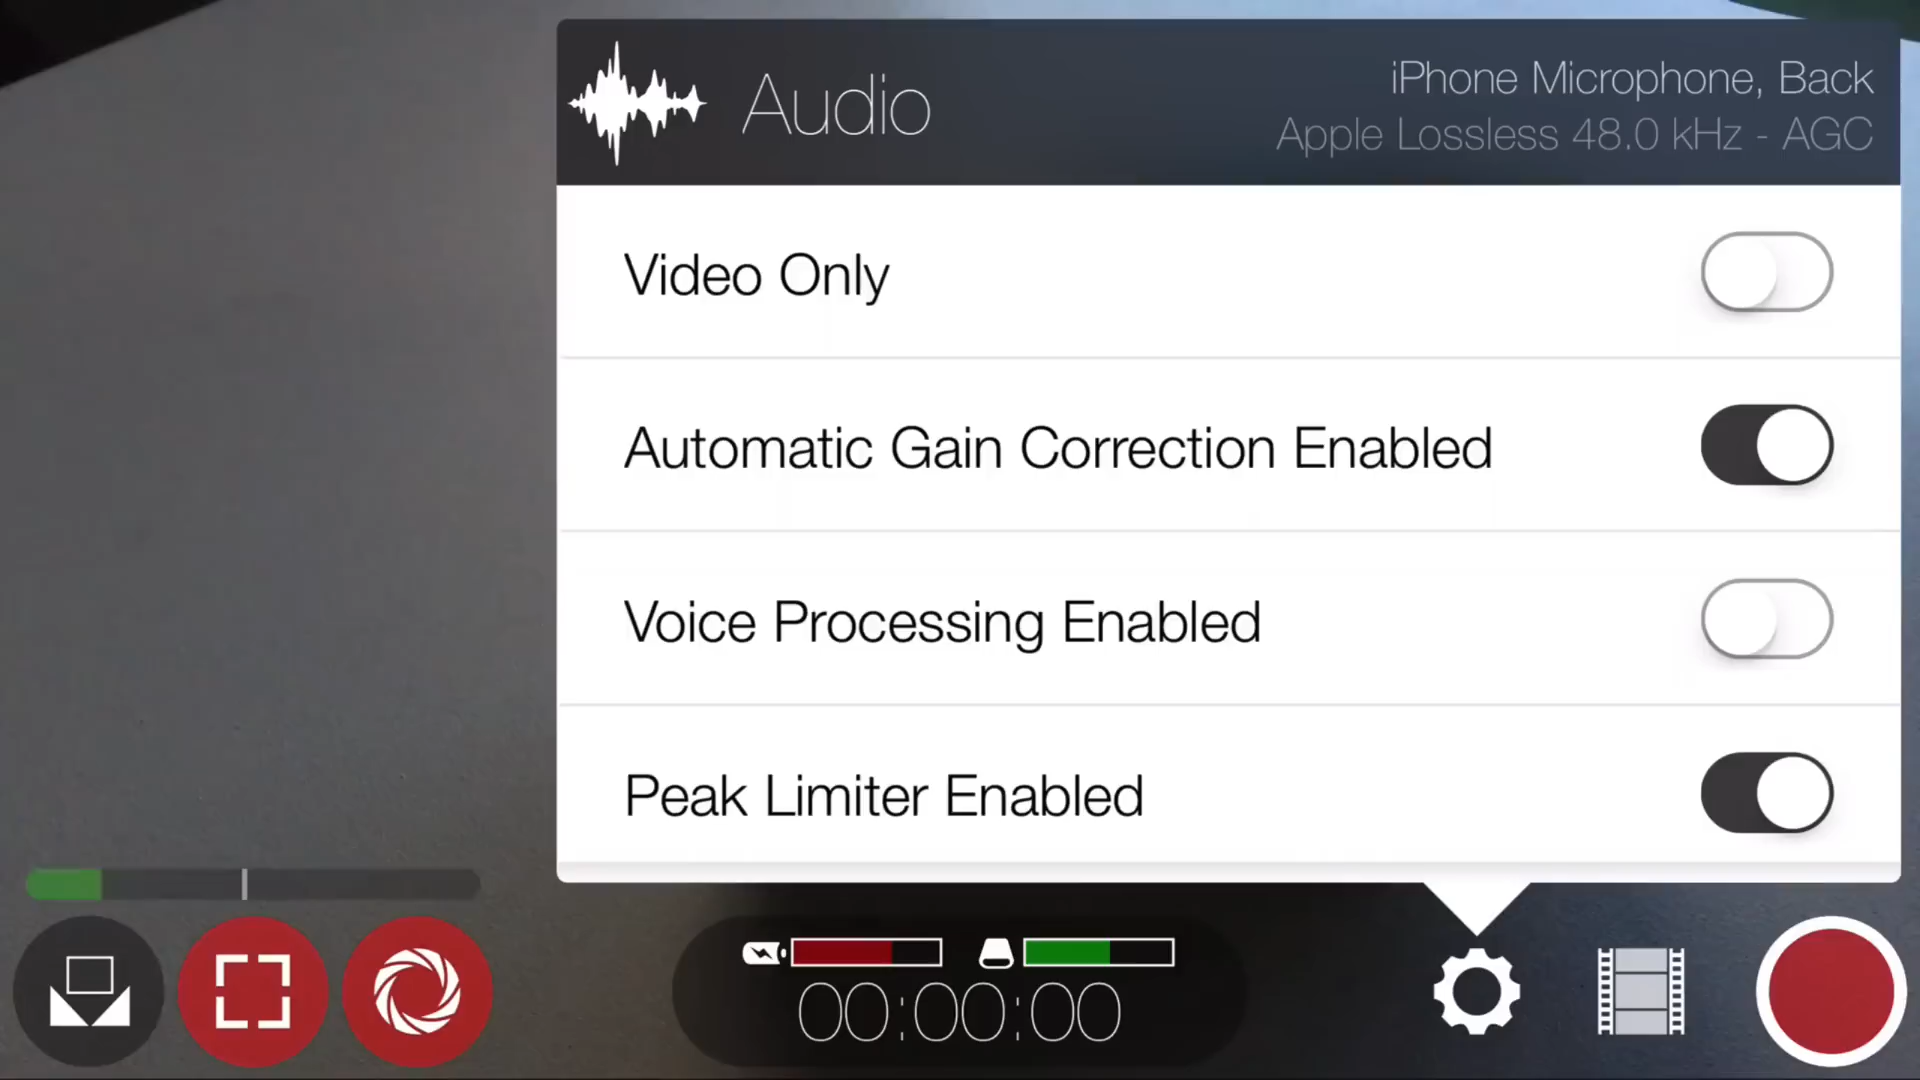 Audio
iPhone Microphone, Back
Apple Lossless 48.0 kHz - AGC
Video Only
Automatic Gain Correction Enabled
Voice Processing Enabled
Peak Limiter Enabled
00:00:00